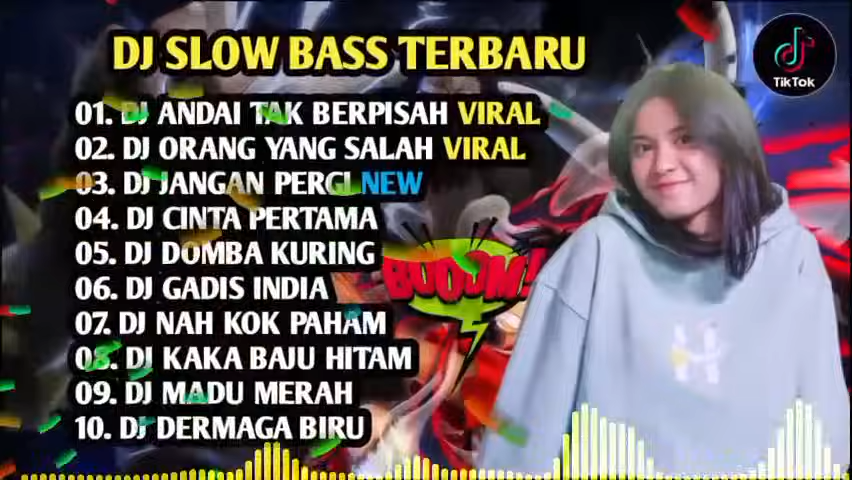 DJ SLOW BASS TERBARU
TikTok
01. DJ ANDAI TAK BERPISAH VIRAL
02. DJ ORANG YANG SALAH VIRAL
03. DJ JANGAN PERGI NEW
04. DJ CINTA PERTAMA
05. DJ DOMBA KURING
06. DJ GADIS INDIA
07. DJ NAH KOK PAHAM
08. DJ KAKA BAJU HITAM
09. DJ MADU MERAH
10. DJ DERMAGA BIRU
BOOOM!
H